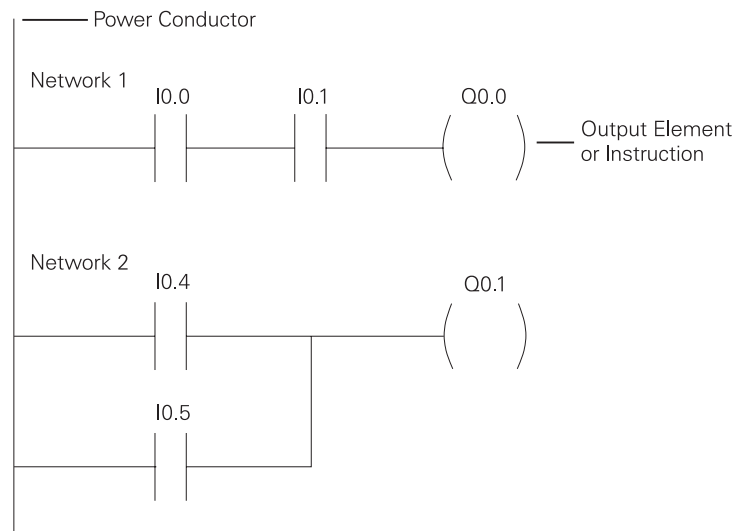 Power Conductor
Network 1
I0.0
I0.1
Q0.0
Output Element
or Instruction
Network 2
I0.4
Q0.1
I0.5